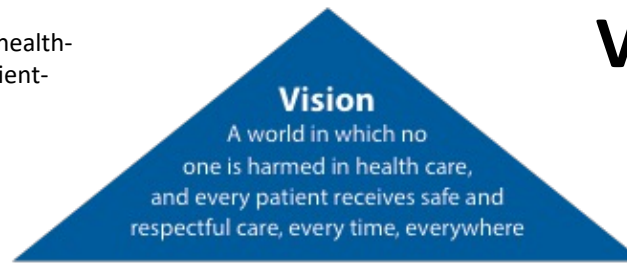 health-
ient-
V
Vision
A world in which no
one is harmed in health care,
and every patient receives safe and
respectful care, every time, everywhere